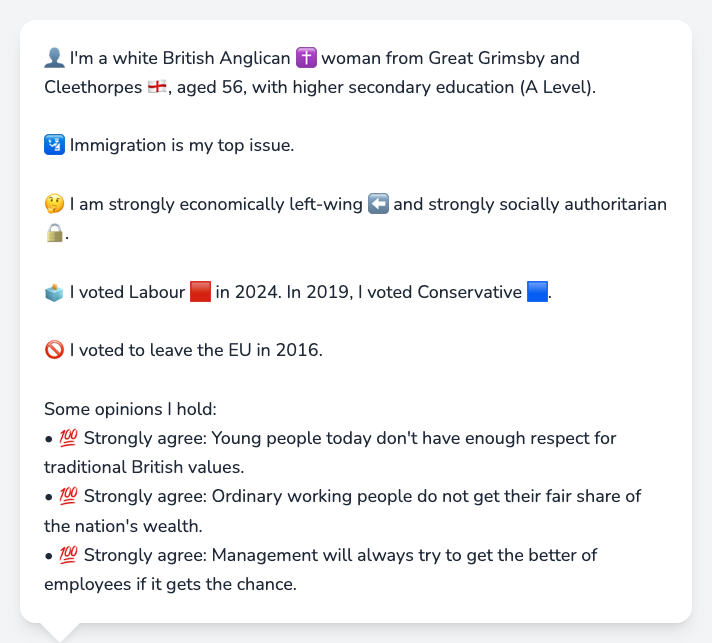 👤 I'm a white British Anglican ✝️ woman from Great Grimsby and
Cleethorpes 🏴󠁧󠁢󠁥󠁮󠁧󠁿, aged 56, with higher secondary education (A Level).
🛂 Immigration is my top issue.
🤔 I am strongly economically left-wing ⬅️ and strongly socially authoritarian
🔒.
🗳️ I voted Labour 🟥 in 2024. In 2019, I voted Conservative 🟦.
🚫 I voted to leave the EU in 2016.
Some opinions I hold:
• 💯 Strongly agree: Young people today don't have enough respect for
traditional British values.
• 💯 Strongly agree: Ordinary working people do not get their fair share of
the nation's wealth.
• 💯 Strongly agree: Management will always try to get the better of
employees if it gets the chance.